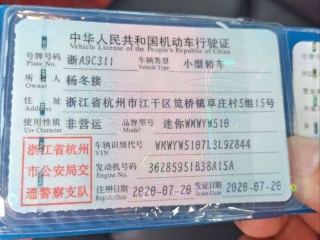 中华人民共和国机动车行驶证
Vehicle License of the People's Republic of China
号牌号码 浙A9C311 车辆类型 小型轿车
Plate No. Vehicle Type
所有人 杨冬接
Owner
住址 浙江省杭州市江干区笕桥镇草庄村5组15号
Address
使用性质 非营运 品牌型号 迷你WMWYW510
Use Character Model
浙江省杭州市公安局交通警察支队
车辆识别代号 WMWYW5107L3L92844
VIN
发动机号码 36285951B38A15A
Engine No.
注册日期 2020-07-20 发证日期 2020-07-20
Register Date Issue Date